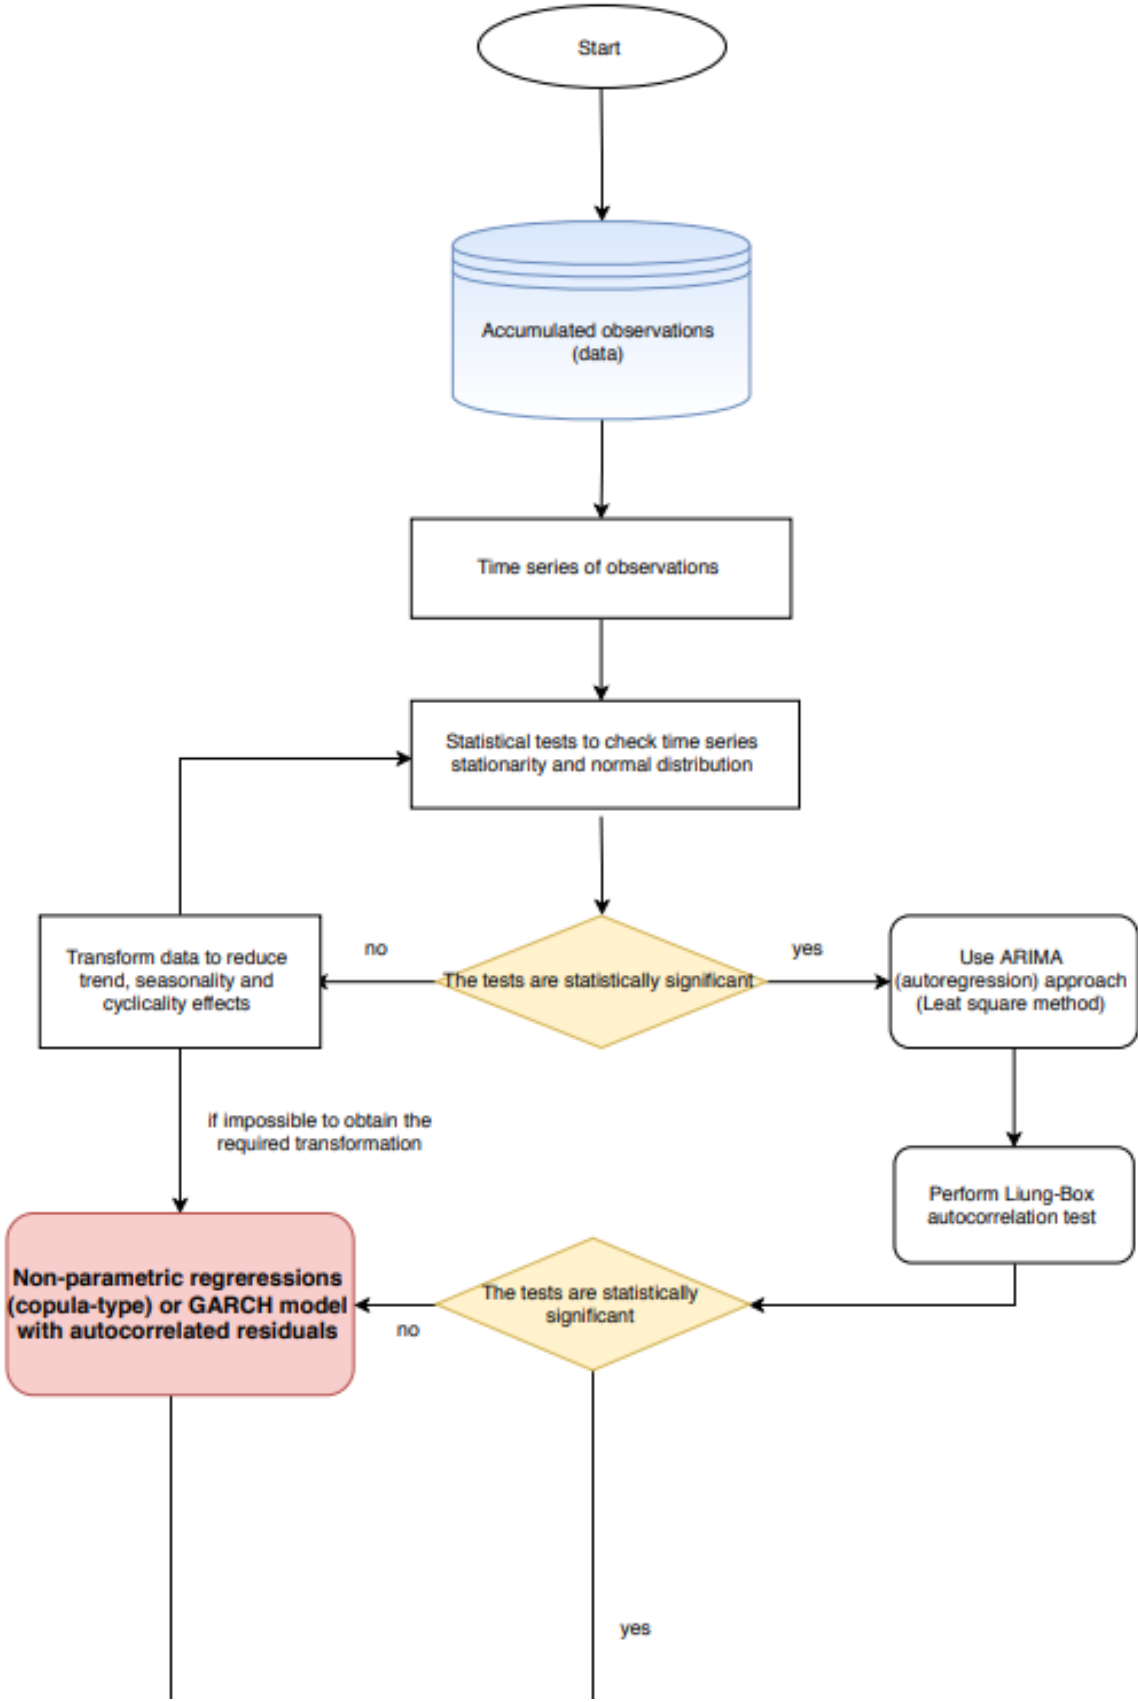 Start
Accumulated observations
(data)
Time series of observations
Statistical tests to check time series
stationarity and normal distribution
Transform data to reduce
trend, seasonality and
cyclicality effects
no
The tests are statistically significant
yes
Use ARIMA
(autoregression) approach
(Leat square method)
if impossible to obtain the
required transformation
Perform Liung-Box
autocorrelation test
Non-parametric regreressions
(copula-type) or GARCH model
with autocorrelated residuals
no
The tests are statistically
significant
yes